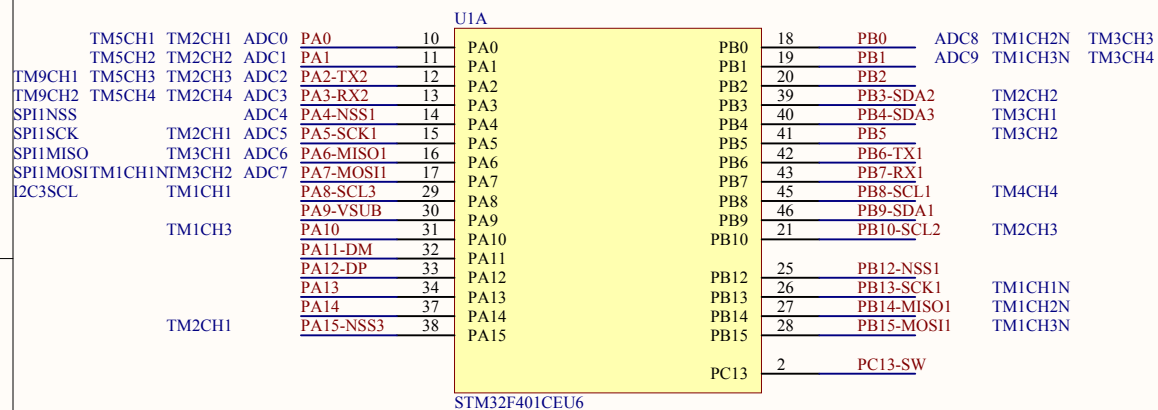 U1A
TM5CH1 TM2CH1 ADC0 PA0 10 PA0 PB0 18 PB0 ADC8 TM1CH2N TM3CH3
TM5CH2 TM2CH2 ADC1 PA1 11 PA1 PB1 19 PB1 ADC9 TM1CH3N TM3CH4
TM9CH1 TM5CH3 TM2CH3 ADC2 PA2-TX2 12 PA2 PB2 20 PB2
TM9CH2 TM5CH4 TM2CH4 ADC3 PA3-RX2 13 PA3 PB3 39 PB3-SDA2 TM2CH2
SPI1NSS ADC4 PA4-NSS1 14 PA4 PB4 40 PB4-SDA3 TM3CH1
SPI1SCK TM2CH1 ADC5 PA5-SCK1 15 PA5 PB5 41 PB5 TM3CH2
SPI1MISO TM3CH1 ADC6 PA6-MISO1 16 PA6 PB6 42 PB6-TX1
SPI1MOSITM1CH1NTM3CH2 ADC7 PA7-MOSI1 17 PA7 PB7 43 PB7-RX1
I2C3SCL TM1CH1 PA8-SCL3 29 PA8 PB8 45 PB8-SCL1 TM4CH4
PA9-VSUB 30 PA9 PB9 46 PB9-SDA1
TM1CH3 PA10 31 PA10 PB10 21 PB10-SCL2 TM2CH3
PA11-DM 32 PA11
PA12-DP 33 PA12 PB12 25 PB12-NSS1
PA13 34 PA13 PB13 26 PB13-SCK1 TM1CH1N
PA14 37 PA14 PB14 27 PB14-MISO1 TM1CH2N
TM2CH1 PA15-NSS3 38 PA15 PB15 28 PB15-MOSI1 TM1CH3N
PC13 2 PC13-SW
STM32F401CEU6